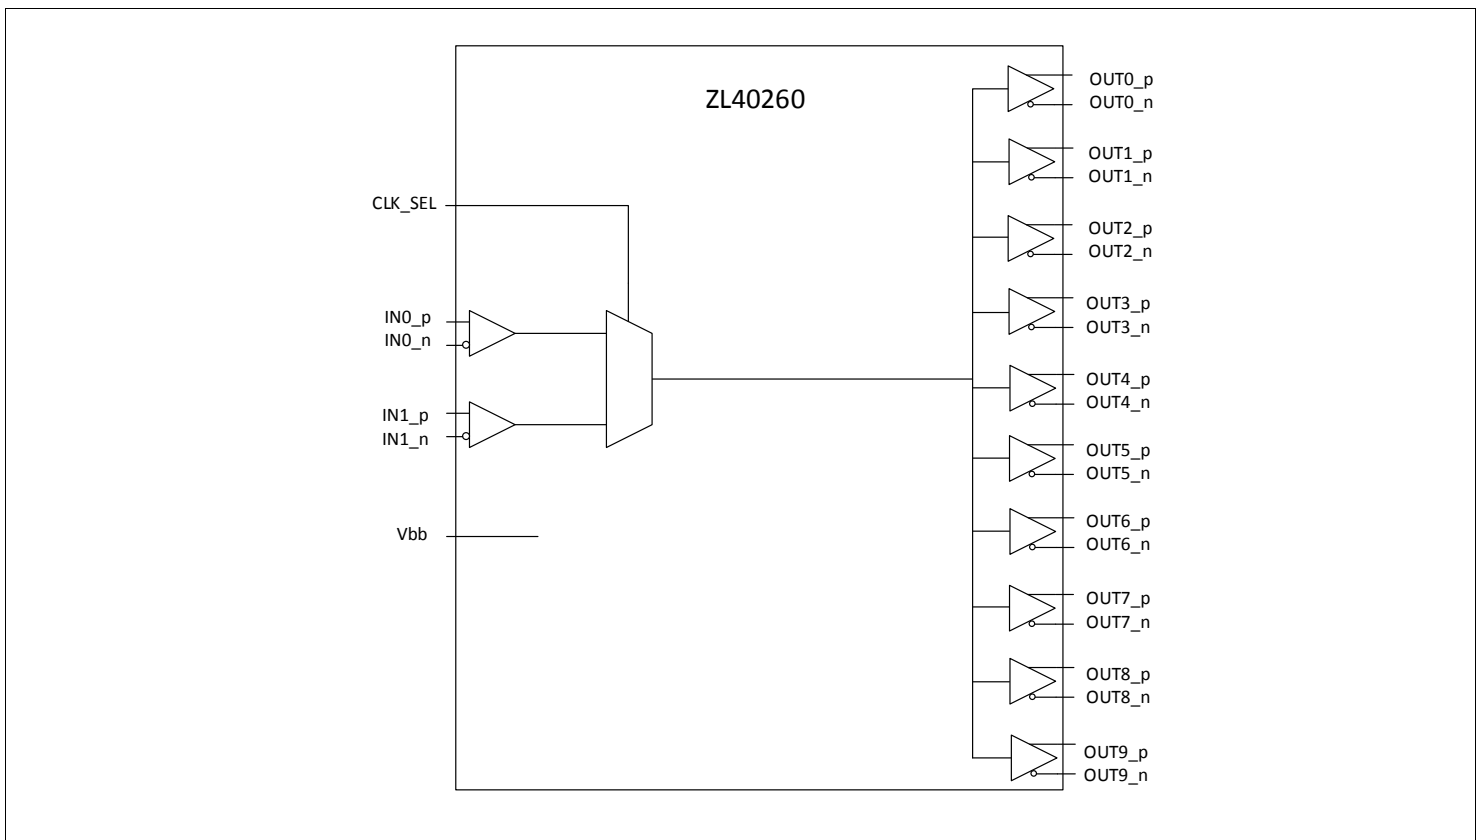 ZL40260
CLK_SEL
IN0_p
IN0_n
IN1_p
IN1_n
Vbb
OUT0_p
OUT0_n
OUT1_p
OUT1_n
OUT2_p
OUT2_n
OUT3_p
OUT3_n
OUT4_p
OUT4_n
OUT5_p
OUT5_n
OUT6_p
OUT6_n
OUT7_p
OUT7_n
OUT8_p
OUT8_n
OUT9_p
OUT9_n